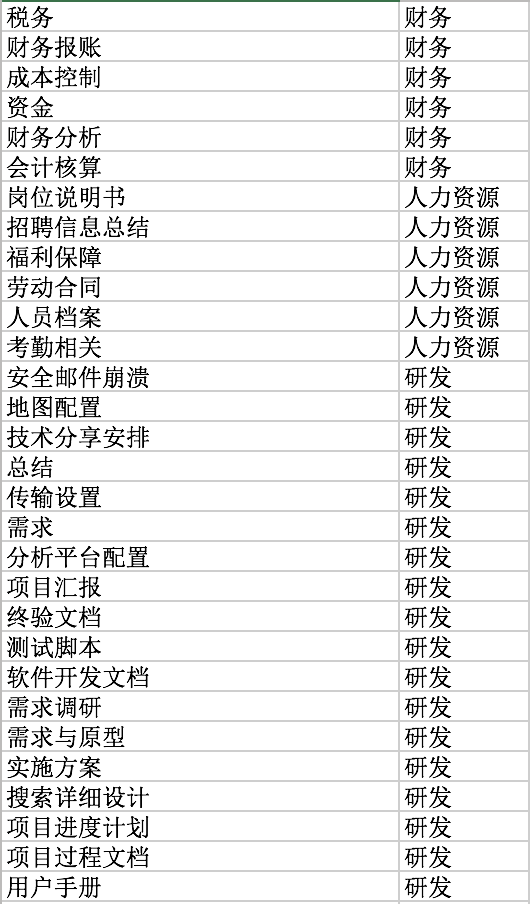 税务 财务
财务报账 财务
成本控制 财务
资金 财务
财务分析 财务
会计核算 财务
岗位说明书 人力资源
招聘信息总结 人力资源
福利保障 人力资源
劳动合同 人力资源
人员档案 人力资源
考勤相关 人力资源
安全邮件崩溃 研发
地图配置 研发
技术分享安排 研发
总结 研发
传输设置 研发
需求 研发
分析平台配置 研发
项目汇报 研发
终验文档 研发
测试脚本 研发
软件开发文档 研发
需求调研 研发
需求与原型 研发
实施方案 研发
搜索详细设计 研发
项目进度计划 研发
项目过程文档 研发
用户手册 研发